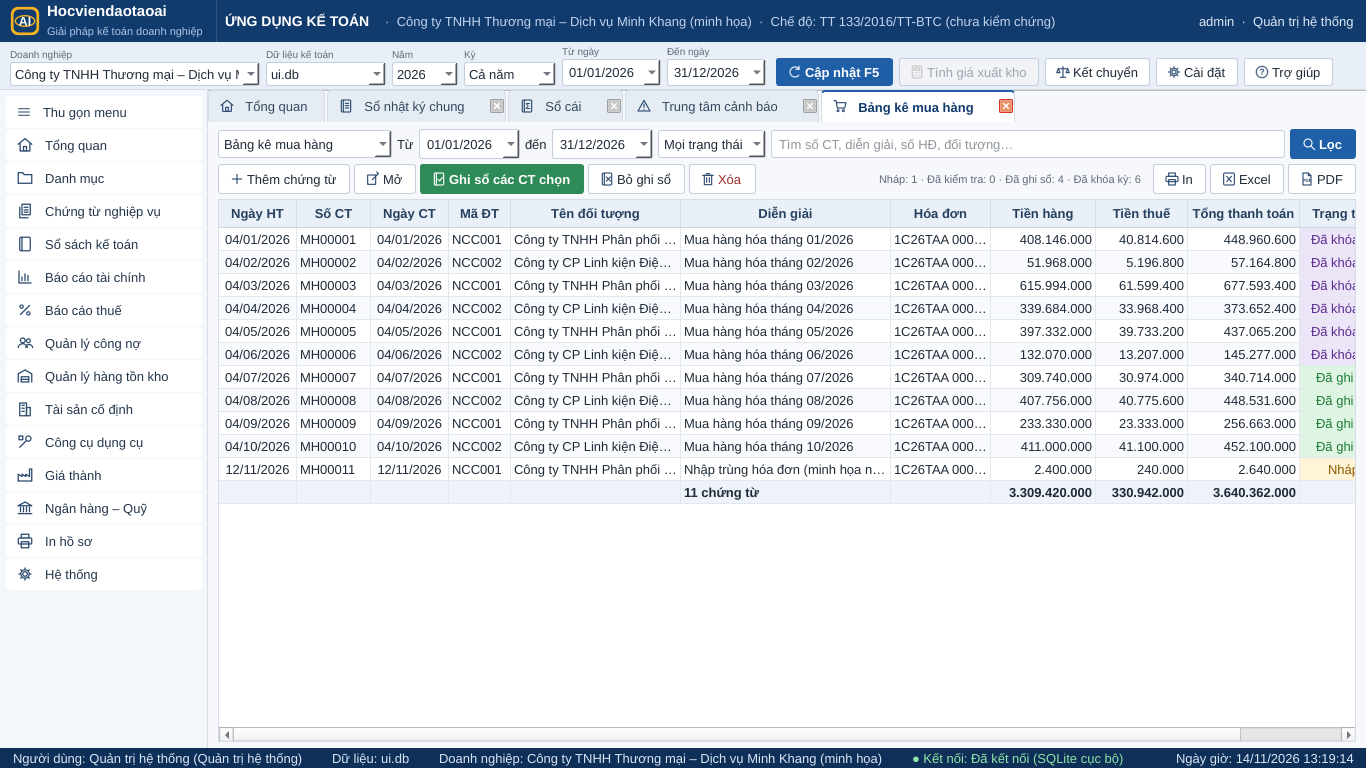 AI Hocviendaotaoai
Giải pháp kế toán doanh nghiệp
ỨNG DỤNG KẾ TOÁN · Công ty TNHH Thương mại – Dịch vụ Minh Khang (minh họa) · Chế độ: TT 133/2016/TT-BTC (chưa kiểm chứng)
admin · Quản trị hệ thống
Doanh nghiệp Dữ liệu kế toán Năm Kỳ Từ ngày Đến ngày
Công ty TNHH Thương mại – Dịch vụ ui.db 2026 Cả năm 01/01/2026 31/12/2026 Cập nhật F5 Tính giá xuất kho Kết chuyển Cài đặt Trợ giúp
Thu gọn menu
Tổng quan
Danh mục
Chứng từ nghiệp vụ
Sổ sách kế toán
Báo cáo tài chính
Báo cáo thuế
Quản lý công nợ
Quản lý hàng tồn kho
Tài sản cố định
Công cụ dụng cụ
Giá thành
Ngân hàng – Quỹ
In hồ sơ
Hệ thống
Tổng quan Sổ nhật ký chung Sổ cái Trung tâm cảnh báo Bảng kê mua hàng
Bảng kê mua hàng Từ 01/01/2026 đến 31/12/2026 Mọi trạng thái Tìm số CT, diễn giải, số HĐ, đối tượng… Lọc
Thêm chứng từ Mở Ghi sổ các CT chọn Bỏ ghi sổ Xóa Nháp: 1 · Đã kiểm tra: 0 · Đã ghi sổ: 4 · Đã khóa kỳ: 6 In Excel PDF
Ngày HT Số CT Ngày CT Mã ĐT Tên đối tượng Diễn giải Hóa đơn Tiền hàng Tiền thuế Tổng thanh toán Trạng t
04/01/2026 MH00001 04/01/2026 NCC001 Công ty TNHH Phân phối … Mua hàng hóa tháng 01/2026 1C26TAA 000… 408.146.000 40.814.600 448.960.600 Đã khóa
04/02/2026 MH00002 04/02/2026 NCC002 Công ty CP Linh kiện Điệ… Mua hàng hóa tháng 02/2026 1C26TAA 000… 51.968.000 5.196.800 57.164.800 Đã khóa
04/03/2026 MH00003 04/03/2026 NCC001 Công ty TNHH Phân phối … Mua hàng hóa tháng 03/2026 1C26TAA 000… 615.994.000 61.599.400 677.593.400 Đã khóa
04/04/2026 MH00004 04/04/2026 NCC002 Công ty CP Linh kiện Điệ… Mua hàng hóa tháng 04/2026 1C26TAA 000… 339.684.000 33.968.400 373.652.400 Đã khóa
04/05/2026 MH00005 04/05/2026 NCC001 Công ty TNHH Phân phối … Mua hàng hóa tháng 05/2026 1C26TAA 000… 397.332.000 39.733.200 437.065.200 Đã khóa
04/06/2026 MH00006 04/06/2026 NCC002 Công ty CP Linh kiện Điệ… Mua hàng hóa tháng 06/2026 1C26TAA 000… 132.070.000 13.207.000 145.277.000 Đã khóa
04/07/2026 MH00007 04/07/2026 NCC001 Công ty TNHH Phân phối … Mua hàng hóa tháng 07/2026 1C26TAA 000… 309.740.000 30.974.000 340.714.000 Đã ghi
04/08/2026 MH00008 04/08/2026 NCC002 Công ty CP Linh kiện Điệ… Mua hàng hóa tháng 08/2026 1C26TAA 000… 407.756.000 40.775.600 448.531.600 Đã ghi
04/09/2026 MH00009 04/09/2026 NCC001 Công ty TNHH Phân phối … Mua hàng hóa tháng 09/2026 1C26TAA 000… 233.330.000 23.333.000 256.663.000 Đã ghi
04/10/2026 MH00010 04/10/2026 NCC002 Công ty CP Linh kiện Điệ… Mua hàng hóa tháng 10/2026 1C26TAA 000… 411.000.000 41.100.000 452.100.000 Đã ghi
12/11/2026 MH00011 12/11/2026 NCC001 Công ty TNHH Phân phối … Nhập trùng hóa đơn (minh họa n… 1C26TAA 000… 2.400.000 240.000 2.640.000 Nháp
11 chứng từ 3.309.420.000 330.942.000 3.640.362.000
Người dùng: Quản trị hệ thống (Quản trị hệ thống) Dữ liệu: ui.db Doanh nghiệp: Công ty TNHH Thương mại – Dịch vụ Minh Khang (minh họa) ● Kết nối: Đã kết nối (SQLite cục bộ) Ngày giờ: 14/11/2026 13:19:14